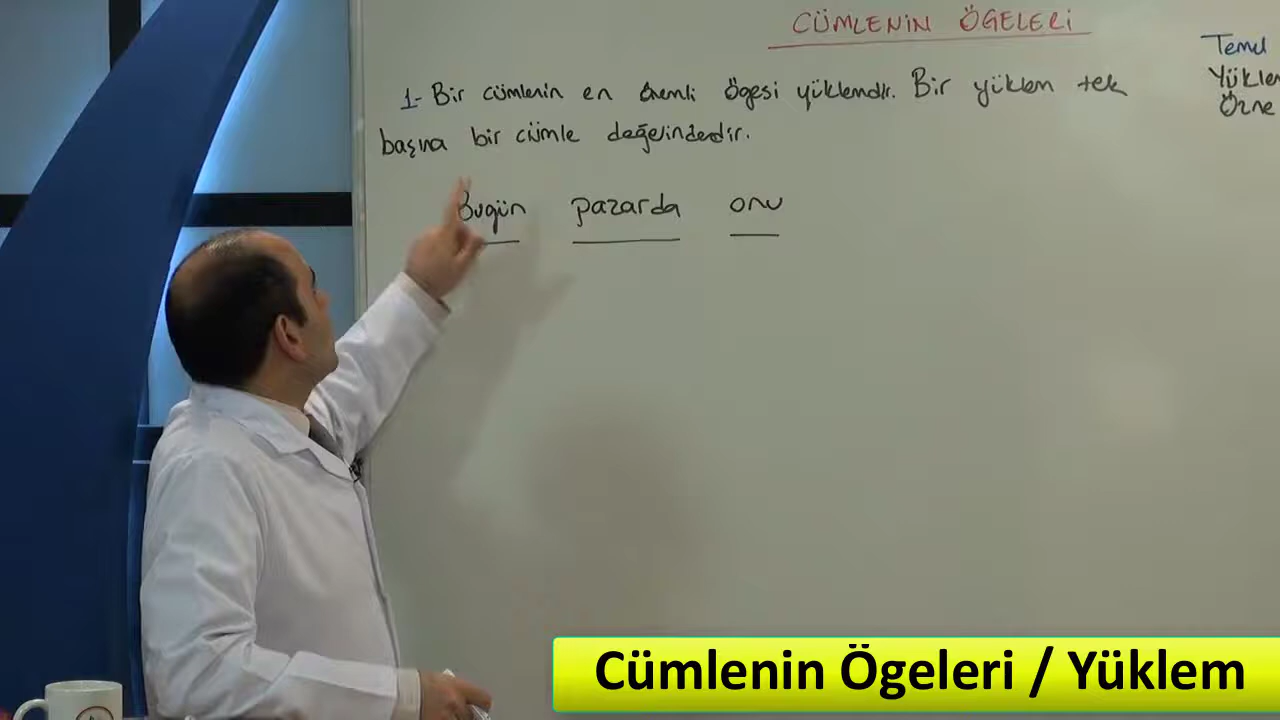 CÜMLENİN ÖGELERİ
1- Bir cümlenin en önemli ögesi yüklemdir. Bir yüklem tek
başına bir cümle değerindedir.
Bugün pazarda onu
Temel
Yüklem
Özne
Cümlenin Ögeleri / Yüklem